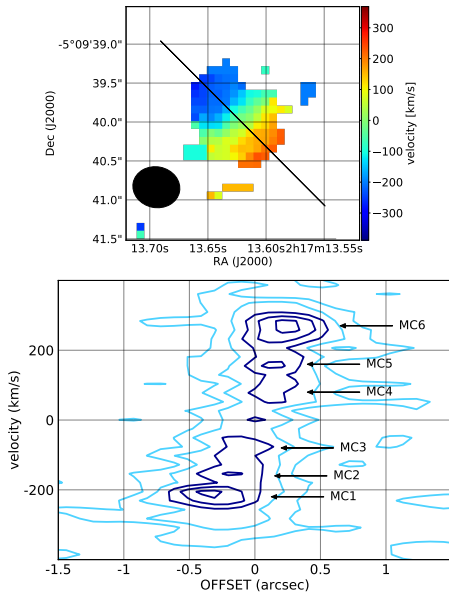 -5°09'39.0"
39.5"
40.0"
40.5"
41.0"
41.5"
Dec (J2000)
13.70s 13.65s 13.60s2h17m13.55s
RA (J2000)
300
200
100
0
−100
−200
−300
velocity [km/s]
MC6
MC5
MC4
MC3
MC2
MC1
200
0
-200
velocity (km/s)
-1.5 -1 -0.5 0 0.5 1
OFFSET (arcsec)